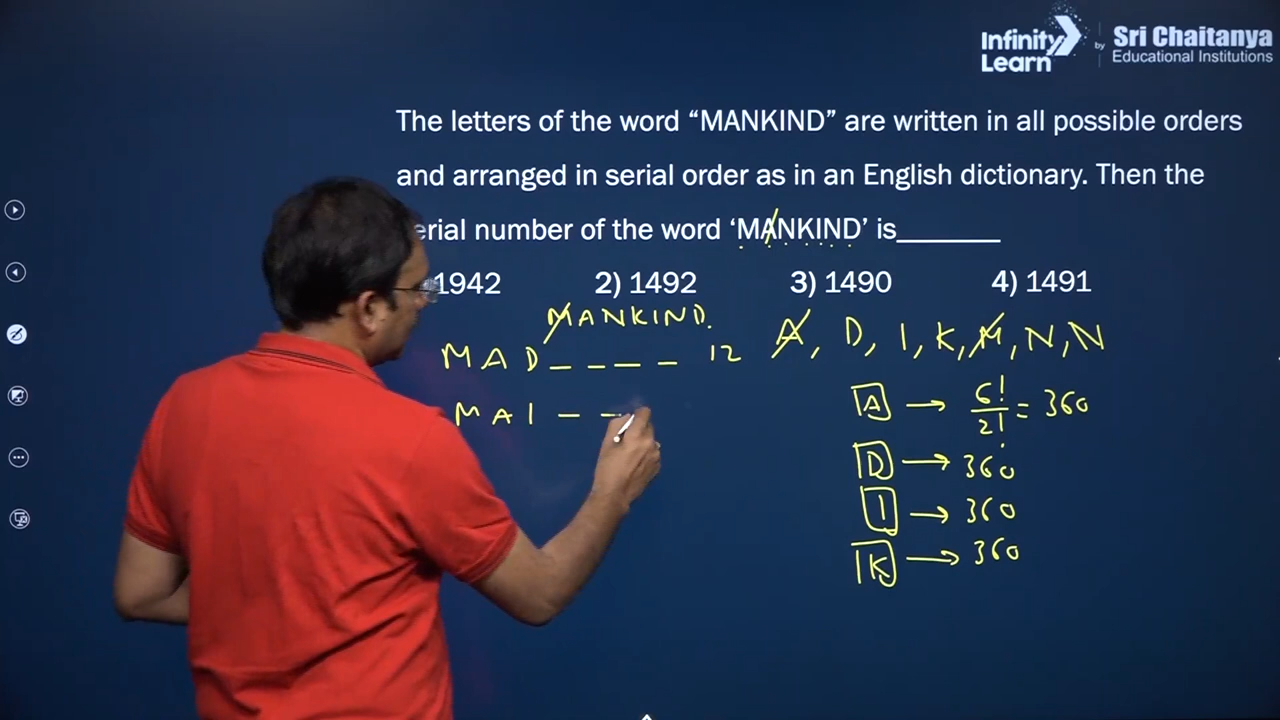 Infinity Learn by Sri Chaitanya Educational Institutions
The letters of the word “MANKIND” are written in all possible orders
and arranged in serial order as in an English dictionary. Then the
erial number of the word ‘MANKIND’ is_______
1942 2) 1492 3) 1490 4) 1491
MANKIND.
A, D, I, K, M, N, N
MAD_ _ _ _ 12
MAI _ _
A → 6!/2! = 360
D → 360
I → 360
K → 360